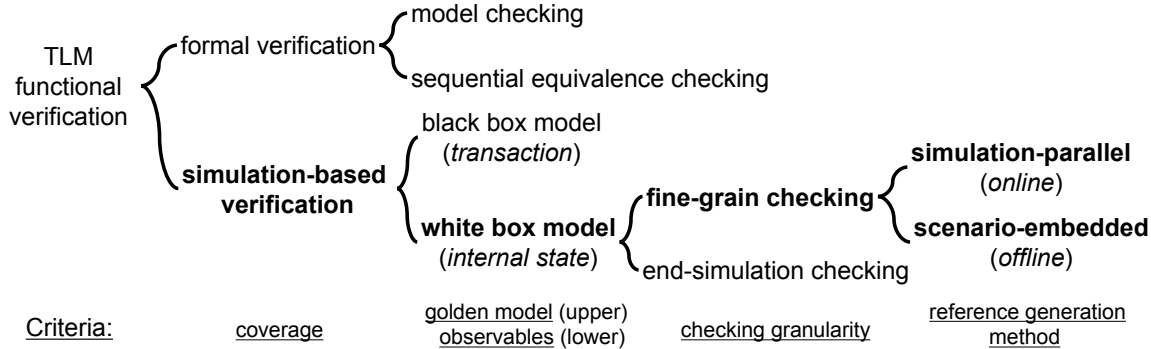 TLM
functional
verification
formal verification
model checking
sequential equivalence checking
simulation-based
verification
black box model
(transaction)
white box model
(internal state)
fine-grain checking
end-simulation checking
simulation-parallel
(online)
scenario-embedded
(offline)
Criteria:
coverage
golden model (upper)
observables (lower)
checking granularity
reference generation
method